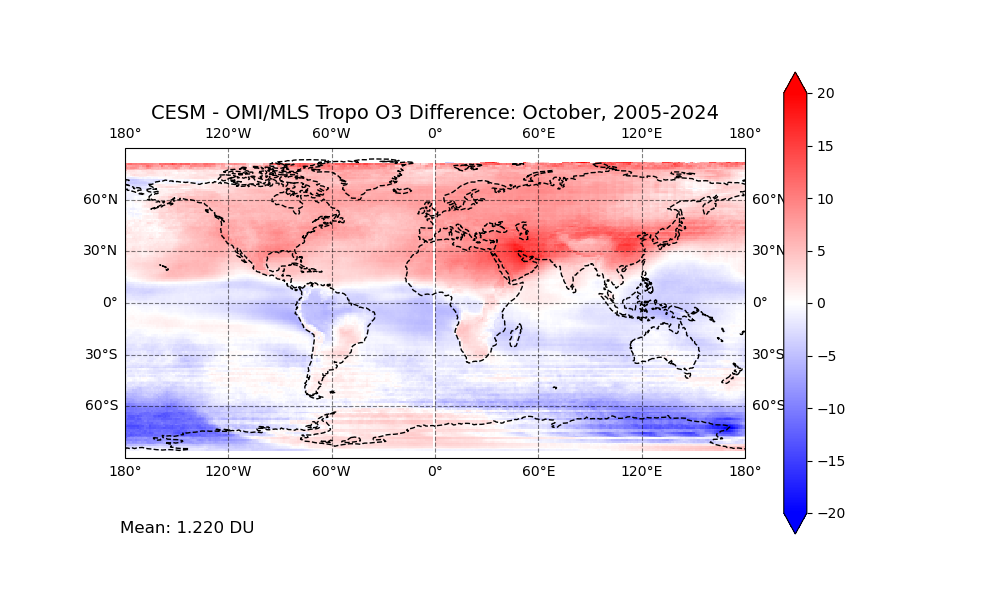 CESM - OMI/MLS Tropo O3 Difference: October, 2005-2024
180° 120°W 60°W 0° 60°E 120°E 180°
60°N 60°N
30°N 30°N
0° 0°
30°S 30°S
60°S 60°S
180° 120°W 60°W 0° 60°E 120°E 180°
20
15
10
5
0
−5
−10
−15
−20
Mean: 1.220 DU